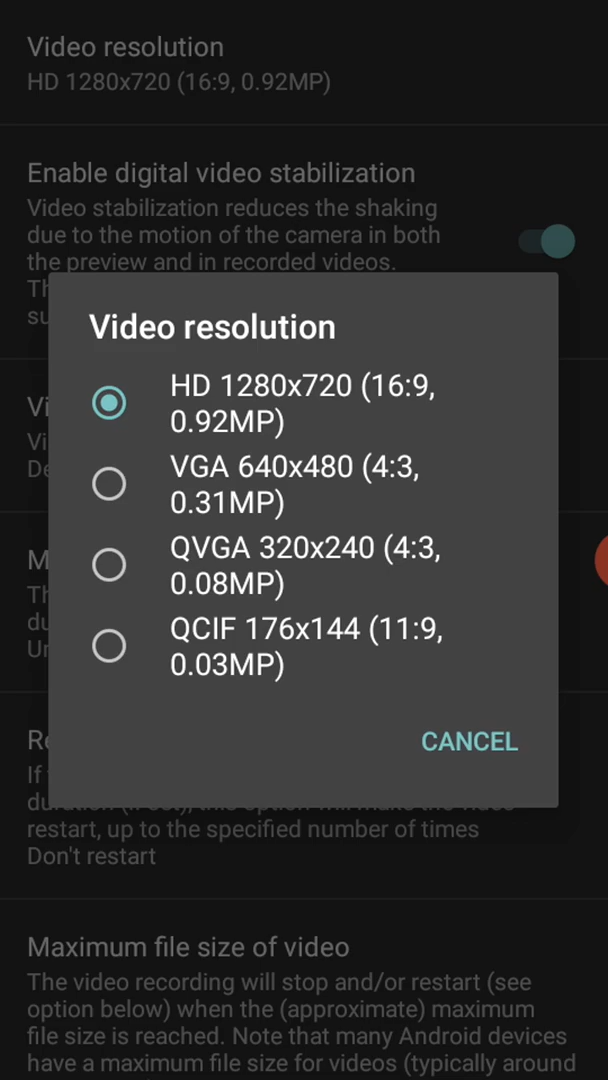 Video resolution
HD 1280x720 (16:9, 0.92MP)
Enable digital video stabilization
Video stabilization reduces the shaking
due to the motion of the camera in both
the preview and in recorded videos.
Video resolution
HD 1280x720 (16:9,
0.92MP)
VGA 640x480 (4:3,
0.31MP)
QVGA 320x240 (4:3,
0.08MP)
QCIF 176x144 (11:9,
0.03MP)
CANCEL
restart, up to the specified number of times
Don't restart
Maximum file size of video
The video recording will stop and/or restart (see
option below) when the (approximate) maximum
file size is reached. Note that many Android devices
have a maximum file size for videos (typically around